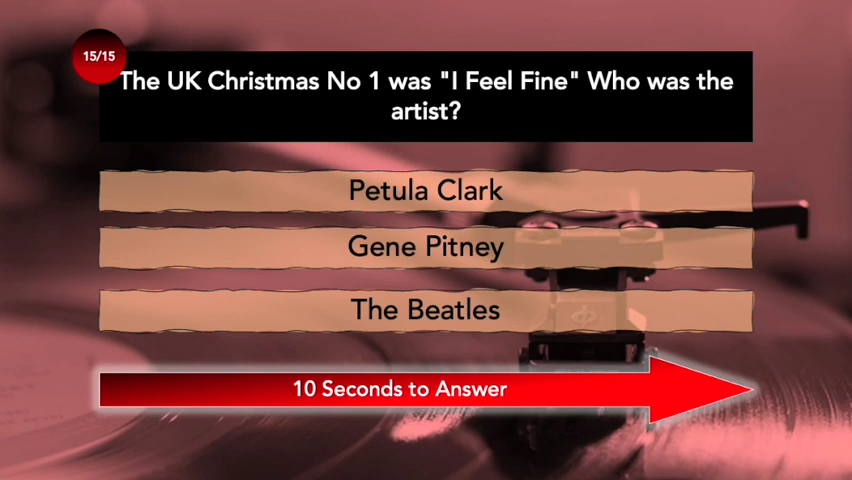 15/15
The UK Christmas No 1 was "I Feel Fine" Who was the
artist?
Petula Clark
Gene Pitney
The Beatles
10 Seconds to Answer